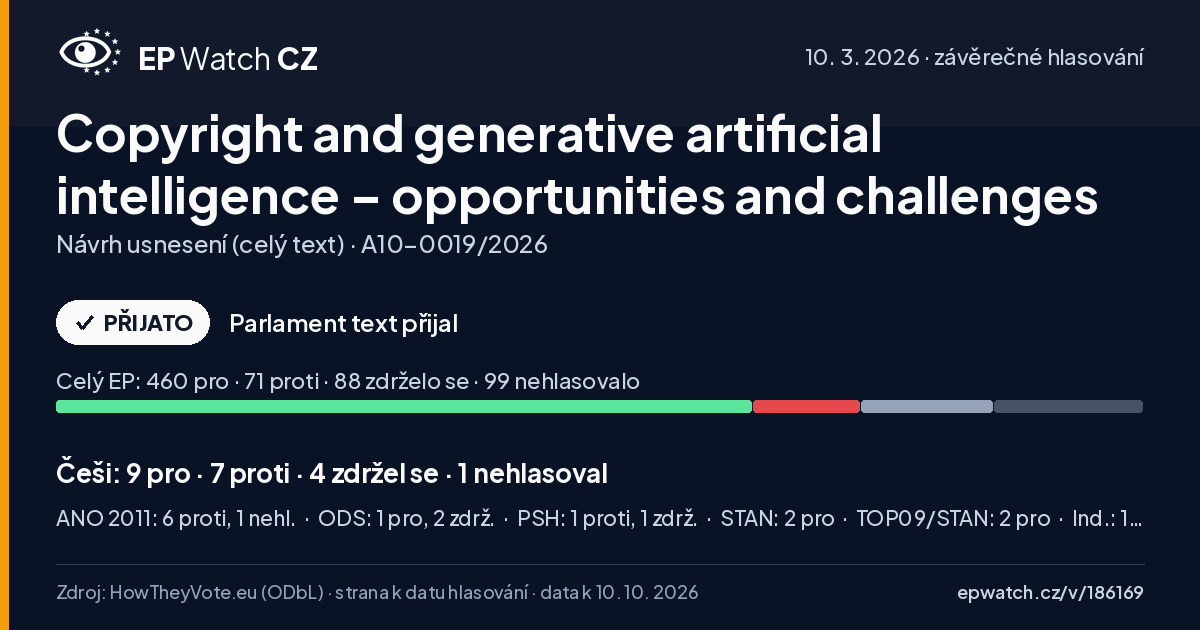 EP Watch CZ
10. 3. 2026 · závěrečné hlasování
Copyright and generative artificial
intelligence – opportunities and challenges
Návrh usnesení (celý text) · A10–0019/2026
✓ PŘIJATO
Parlament text přijal
Celý EP: 460 pro · 71 proti · 88 zdrželo se · 99 nehlasovalo
Češi: 9 pro · 7 proti · 4 zdržel se · 1 nehlasoval
ANO 2011: 6 proti, 1 nehl. · ODS: 1 pro, 2 zdrž. · PSH: 1 proti, 1 zdrž. · STAN: 2 pro · TOP09/STAN: 2 pro · Ind.: 1…
Zdroj: HowTheyVote.eu (ODbL) · strana k datu hlasování · data k 10. 10. 2026
epwatch.cz/v/186169